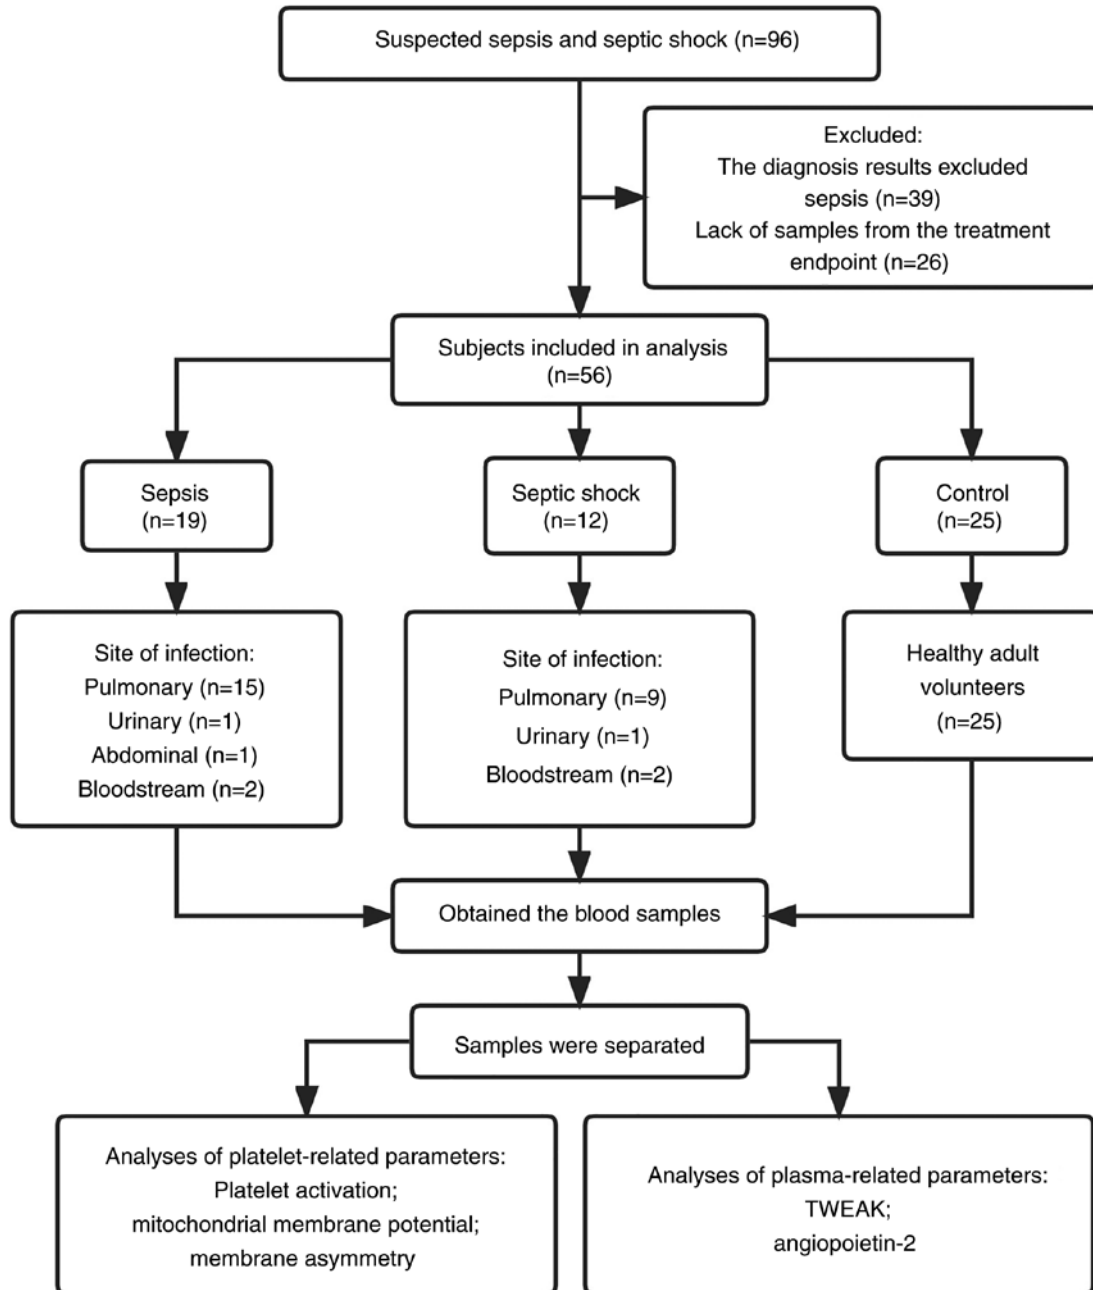 Suspected sepsis and septic shock (n=96)
Excluded:
The diagnosis results excluded
sepsis (n=39)
Lack of samples from the treatment
endpoint (n=26)
Subjects included in analysis
(n=56)
Sepsis
(n=19)
Septic shock
(n=12)
Control
(n=25)
Site of infection:
Pulmonary (n=15)
Urinary (n=1)
Abdominal (n=1)
Bloodstream (n=2)
Site of infection:
Pulmonary (n=9)
Urinary (n=1)
Bloodstream (n=2)
Healthy adult
volunteers
(n=25)
Obtained the blood samples
Samples were separated
Analyses of platelet-related parameters:
Platelet activation;
mitochondrial membrane potential;
membrane asymmetry
Analyses of plasma-related parameters:
TWEAK;
angiopoietin-2